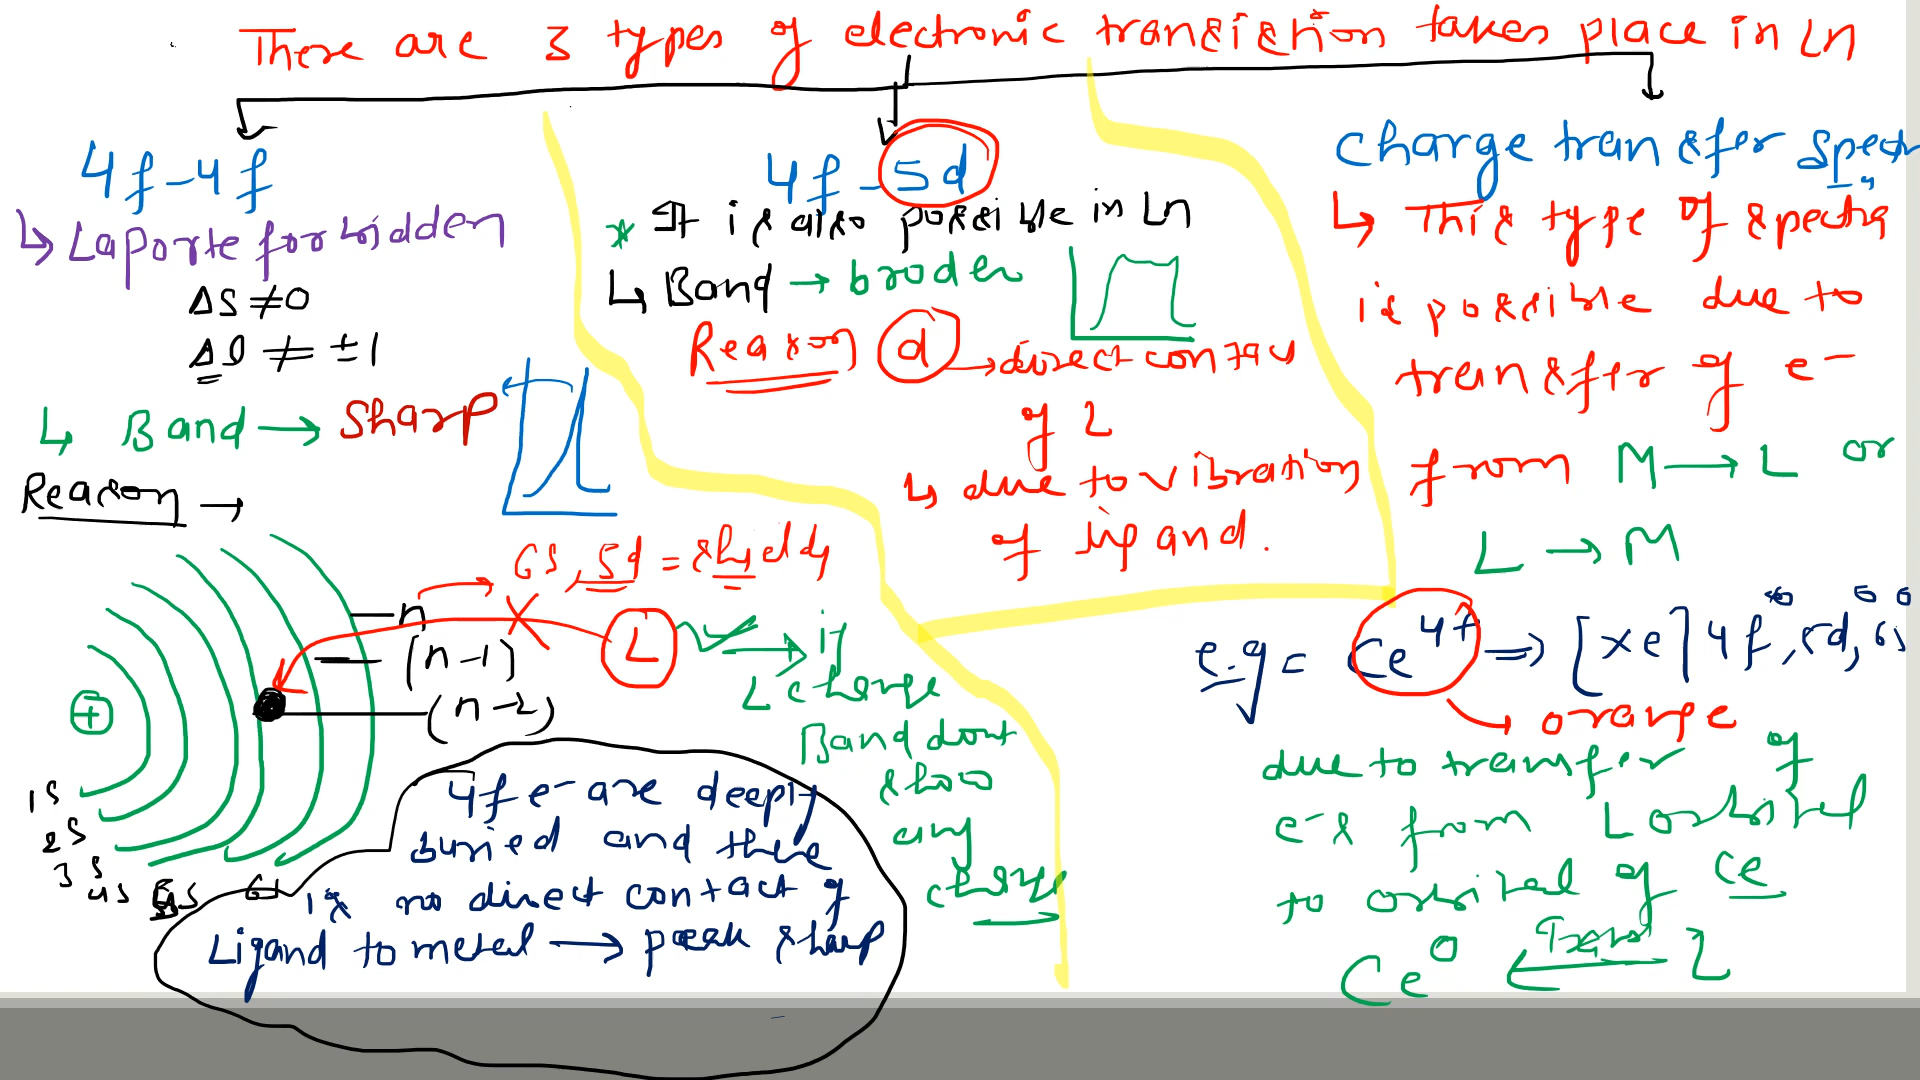 There are 3 types of electronic transition takes place in Ln
4f-4f
↳ Laporte forbidden
ΔS ≠ 0
Δl ≠ ±1
↳ Band → Sharp
Reason →
6s, 5d = shield
n
(n-1)
(n-2)
L
+
1s
2s
3s
4s
4f e⁻ are deeply
buried and there
is no direct contact of
Ligand to metal → peak sharp
→ if
L change
Band dont
show
any
change
4f-5d
* It is also possible in Ln
↳ Band → broder
Reason d → direct contact
of L
↳ due to vibration
of ligand.
Charge transfer Spectr
↳ This type of spectra
is possible due to
transfer of e⁻
from M → L or
L → M
e.g = Ce⁴⁺ ⇒ [xe] 4f⁰, 5d⁰, 6s⁰
→ orange
due to transfer of
e⁻s from L orbital
to orbital of Ce
Ce⁰ ← L